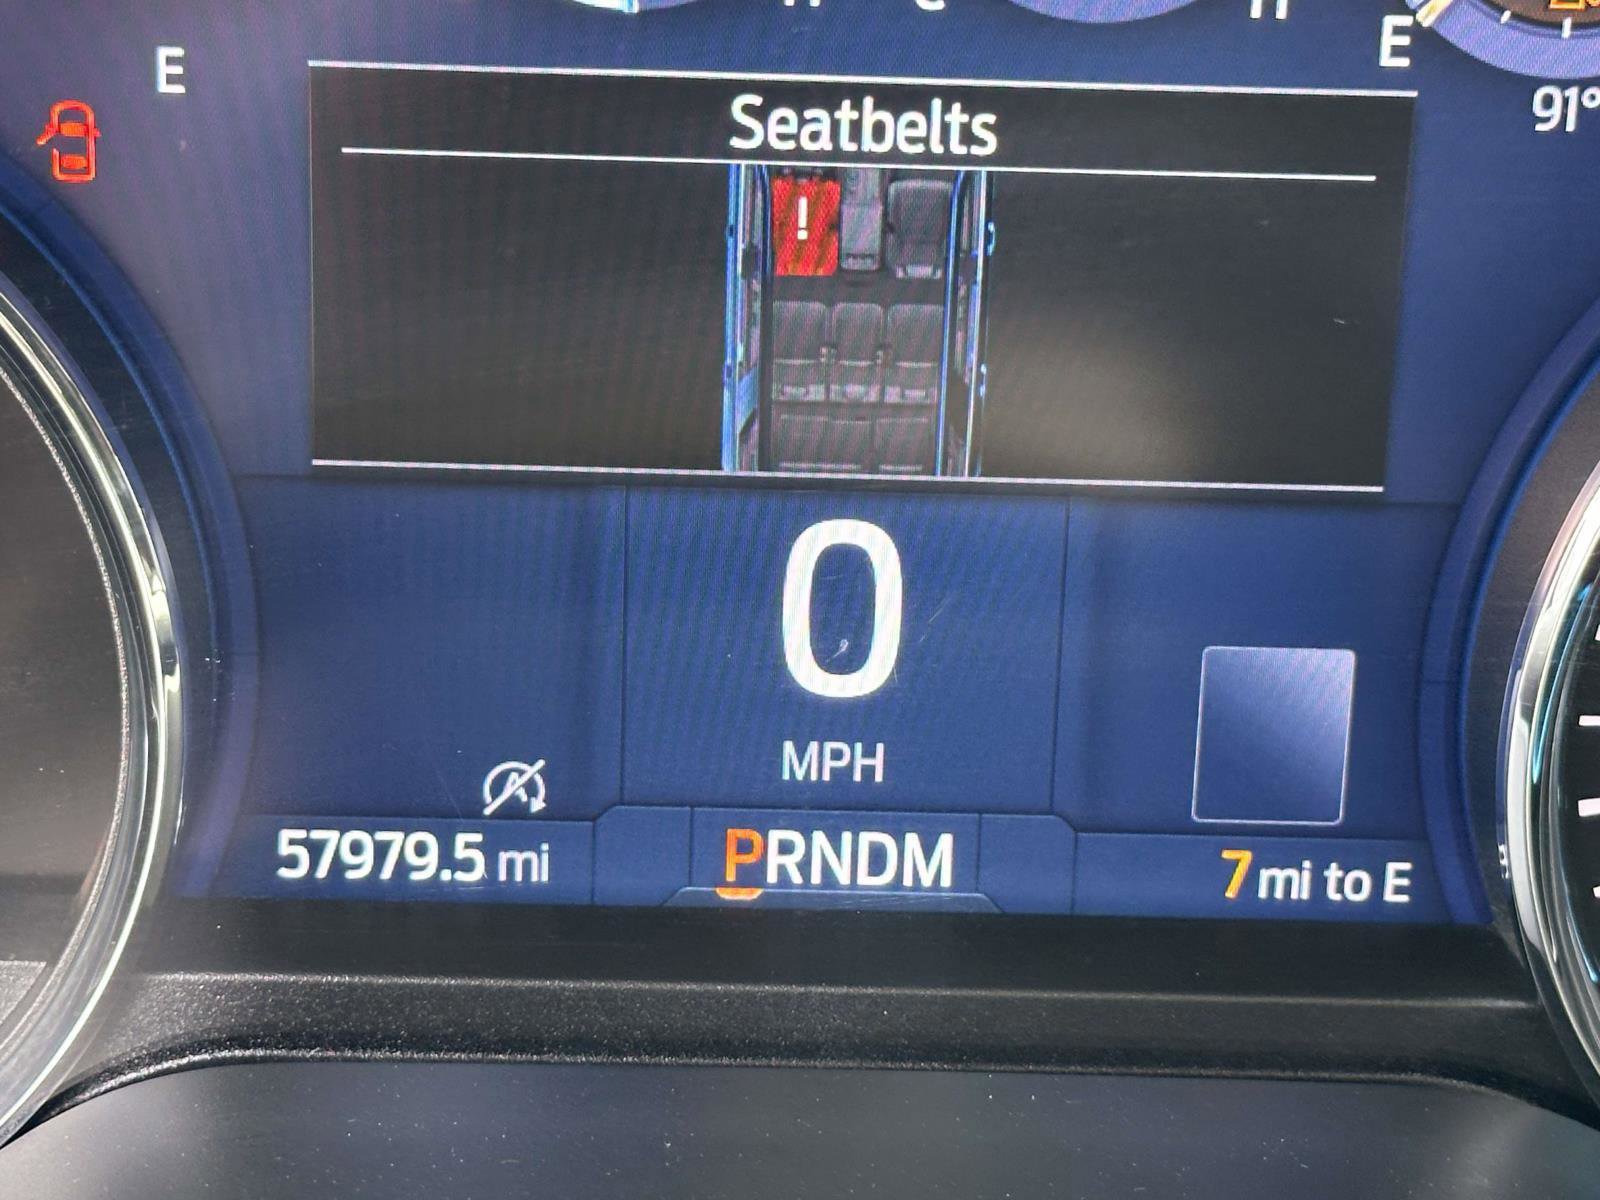 E
E
91°
Seatbelts
!
0
MPH
57979.5 mi
PRNDM
7 mi to E